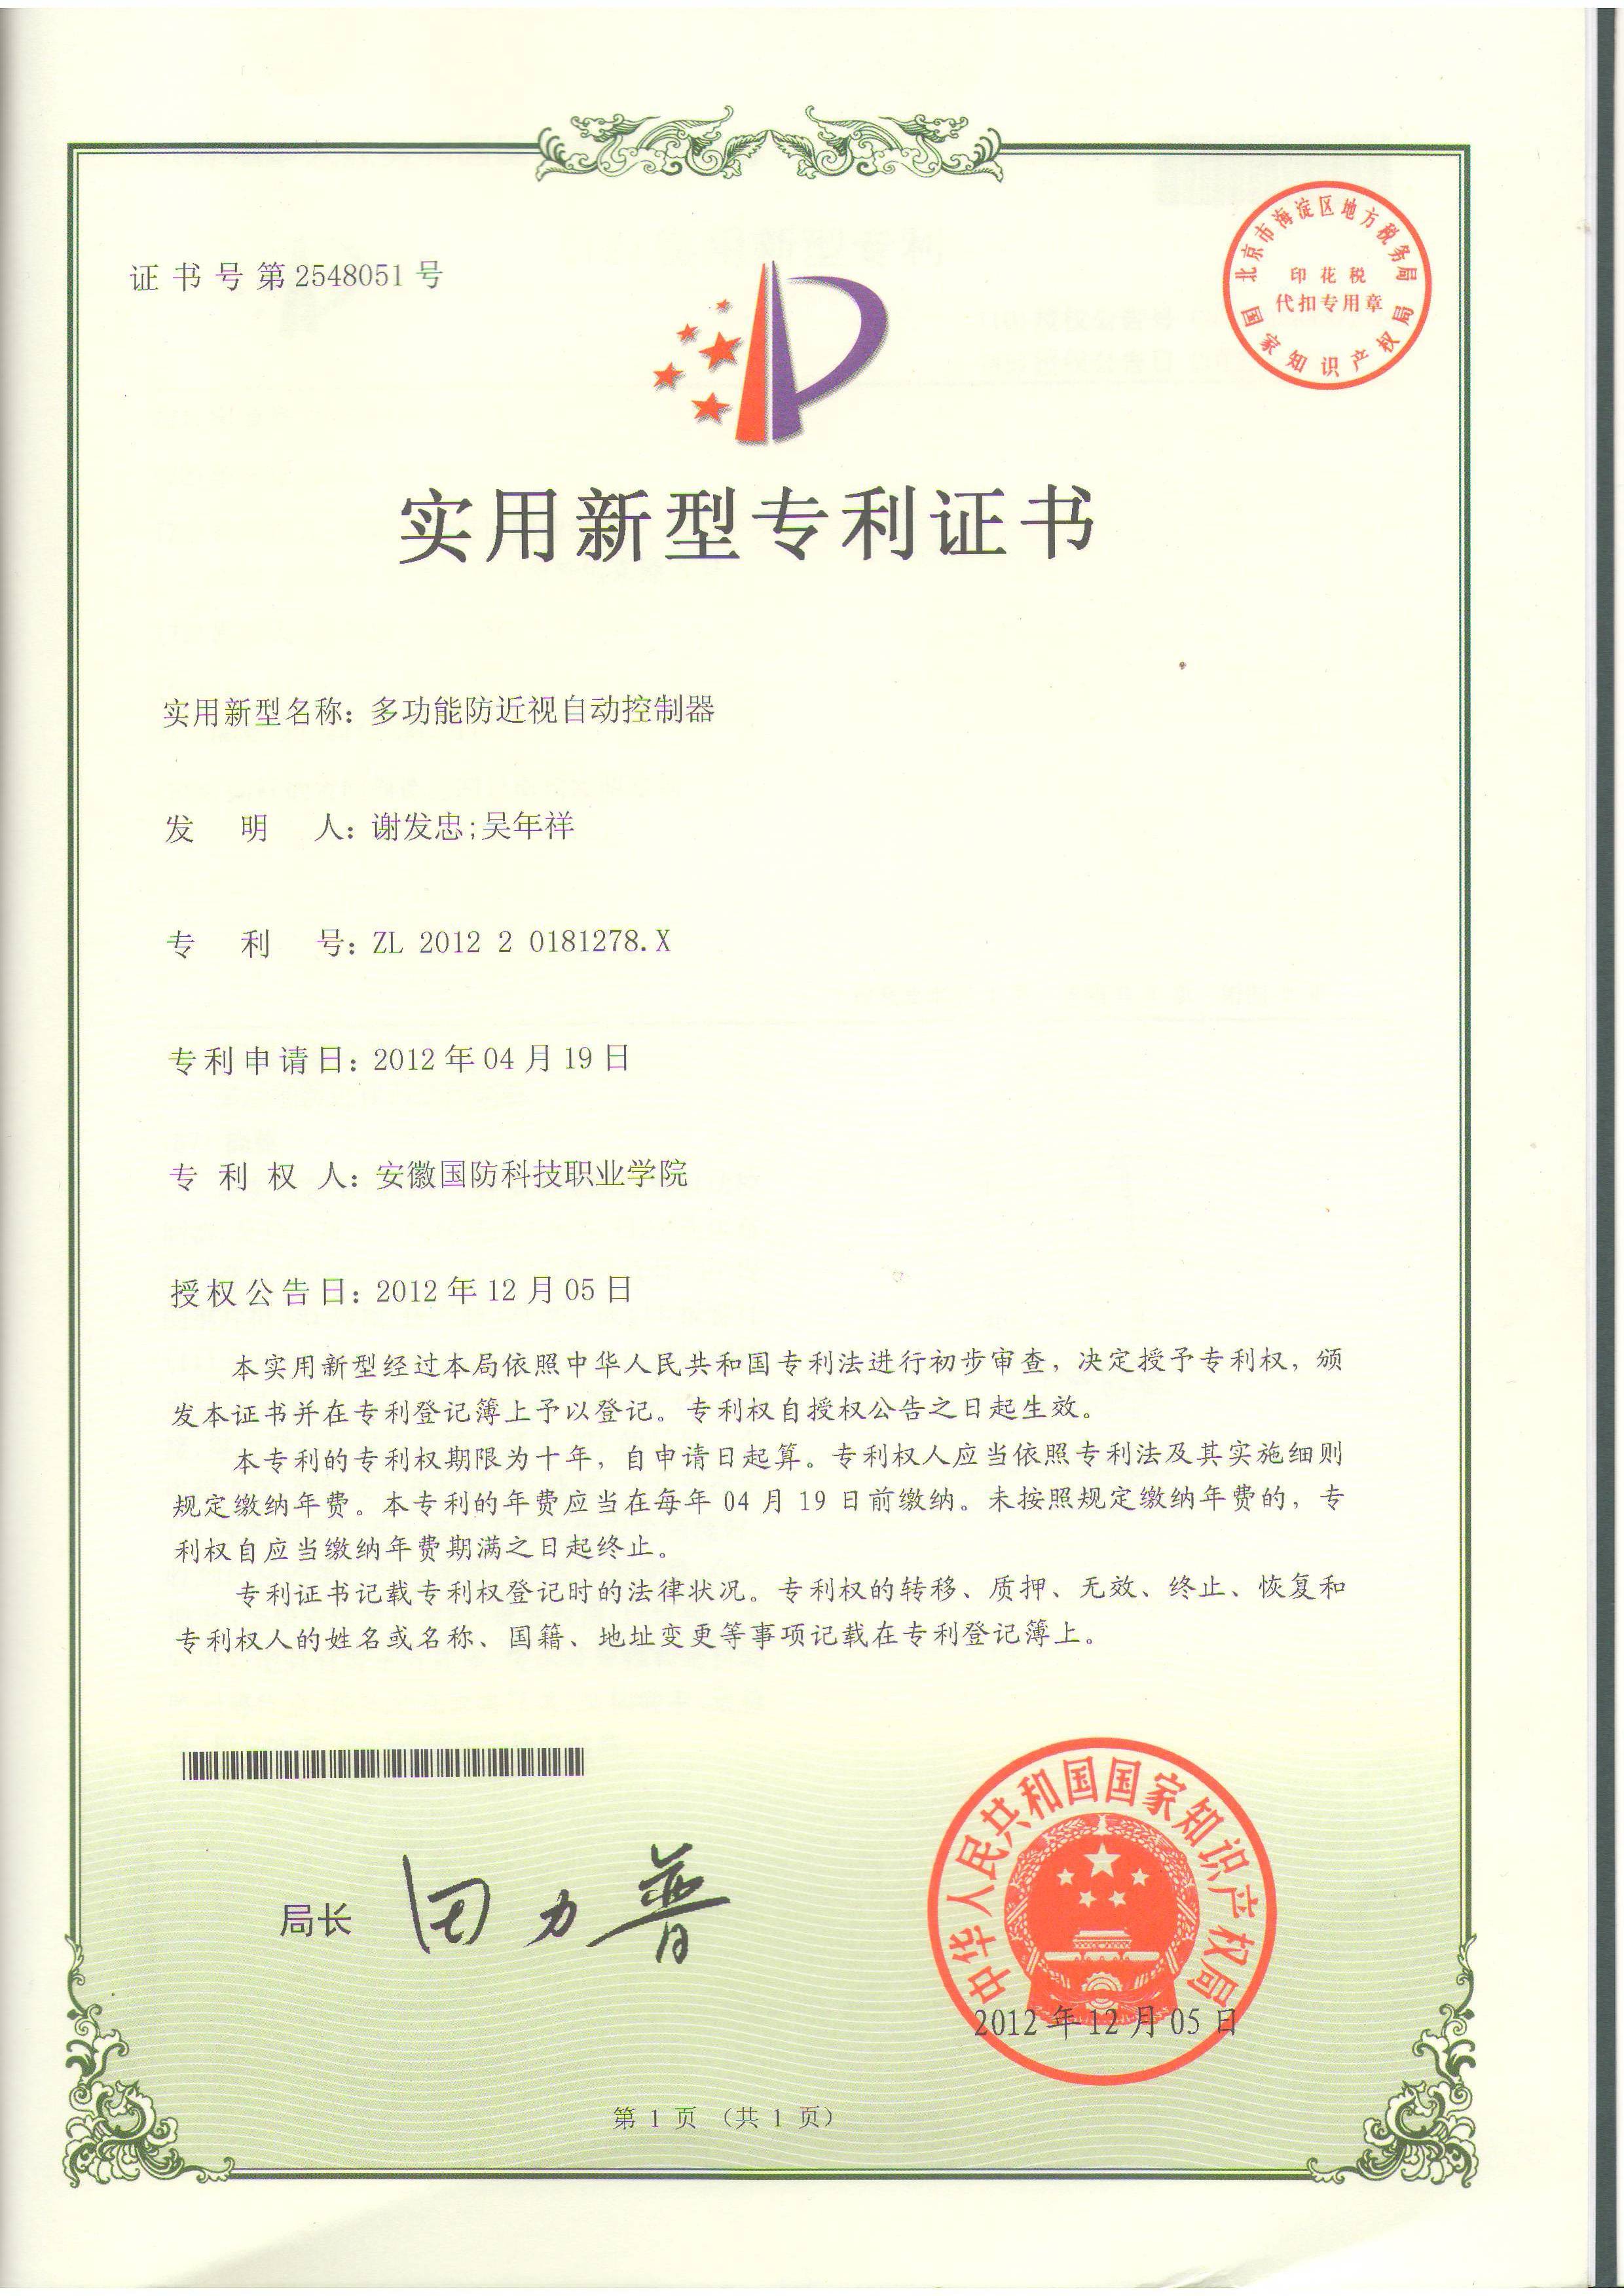 证书号第2548051号
北京市海淀区地方税务局
印花税
代扣专用章
国家知识产权局
实用新型专利证书
实用新型名称：多功能防近视自动控制器
发明人：谢发忠;吴年祥
专利号：ZL 2012 2 0181278.X
专利申请日：2012年04月19日
专利权人：安徽国防科技职业学院
授权公告日：2012年12月05日
本实用新型经过本局依照中华人民共和国专利法进行初步审查，决定授予专利权，颁
发本证书并在专利登记簿上予以登记。专利权自授权公告之日起生效。
本专利的专利权期限为十年，自申请日起算。专利权人应当依照专利法及其实施细则
规定缴纳年费。本专利的年费应当在每年04月19日前缴纳。未按照规定缴纳年费的，专
利权自应当缴纳年费期满之日起终止。
专利证书记载专利权登记时的法律状况。专利权的转移、质押、无效、终止、恢复和
专利权人的姓名或名称、国籍、地址变更等事项记载在专利登记簿上。
局长 田力普
中华人民共和国国家知识产权局
2012年12月05日
第 1 页 （共 1 页）